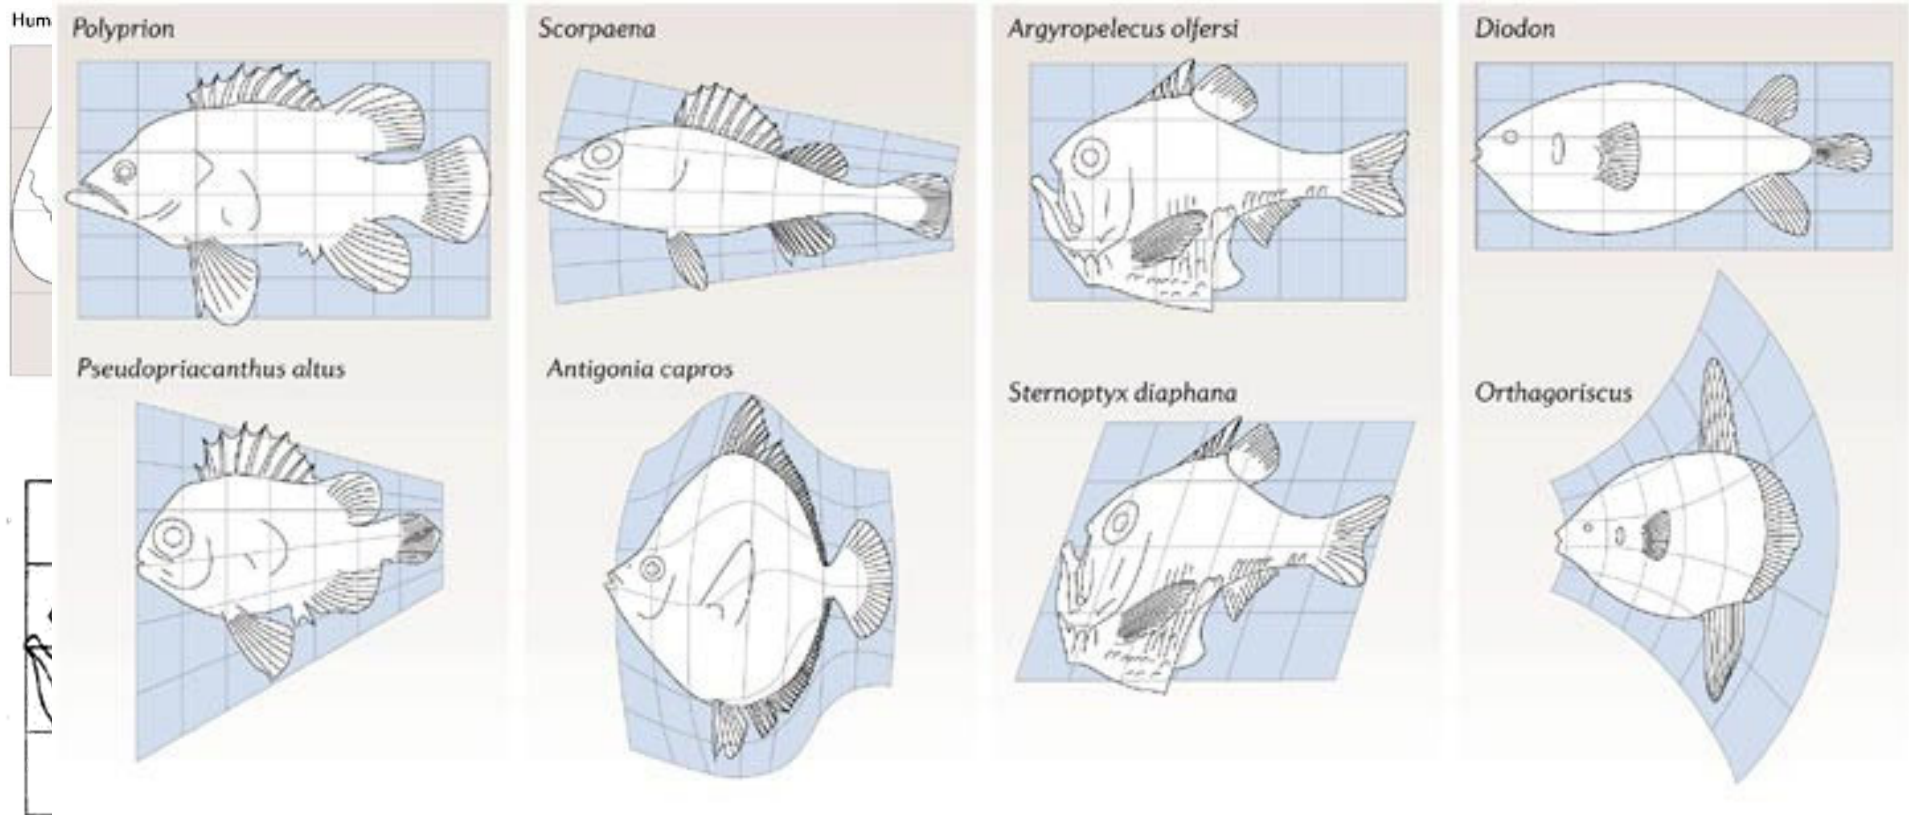 Hum
Polyprion
Scorpaena
Argyropelecus olfersi
Diodon
Pseudopriacanthus altus
Antigonia capros
Sternoptyx diaphana
Orthagoriscus